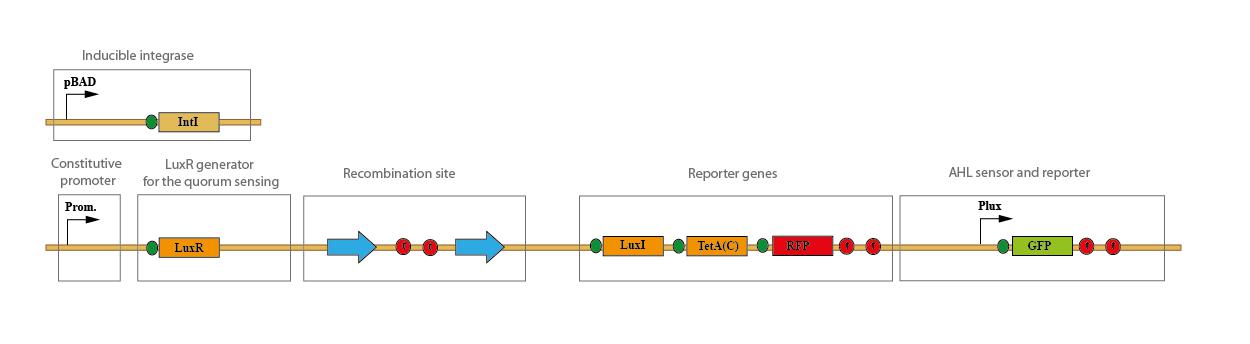 Inducible integrase
pBAD
IntI
Constitutive
promoter
LuxR generator
for the quorum sensing
Recombination site
Reporter genes
AHL sensor and reporter
Prom.
Plux
LuxR
LuxI
TetA(C)
RFP
GFP